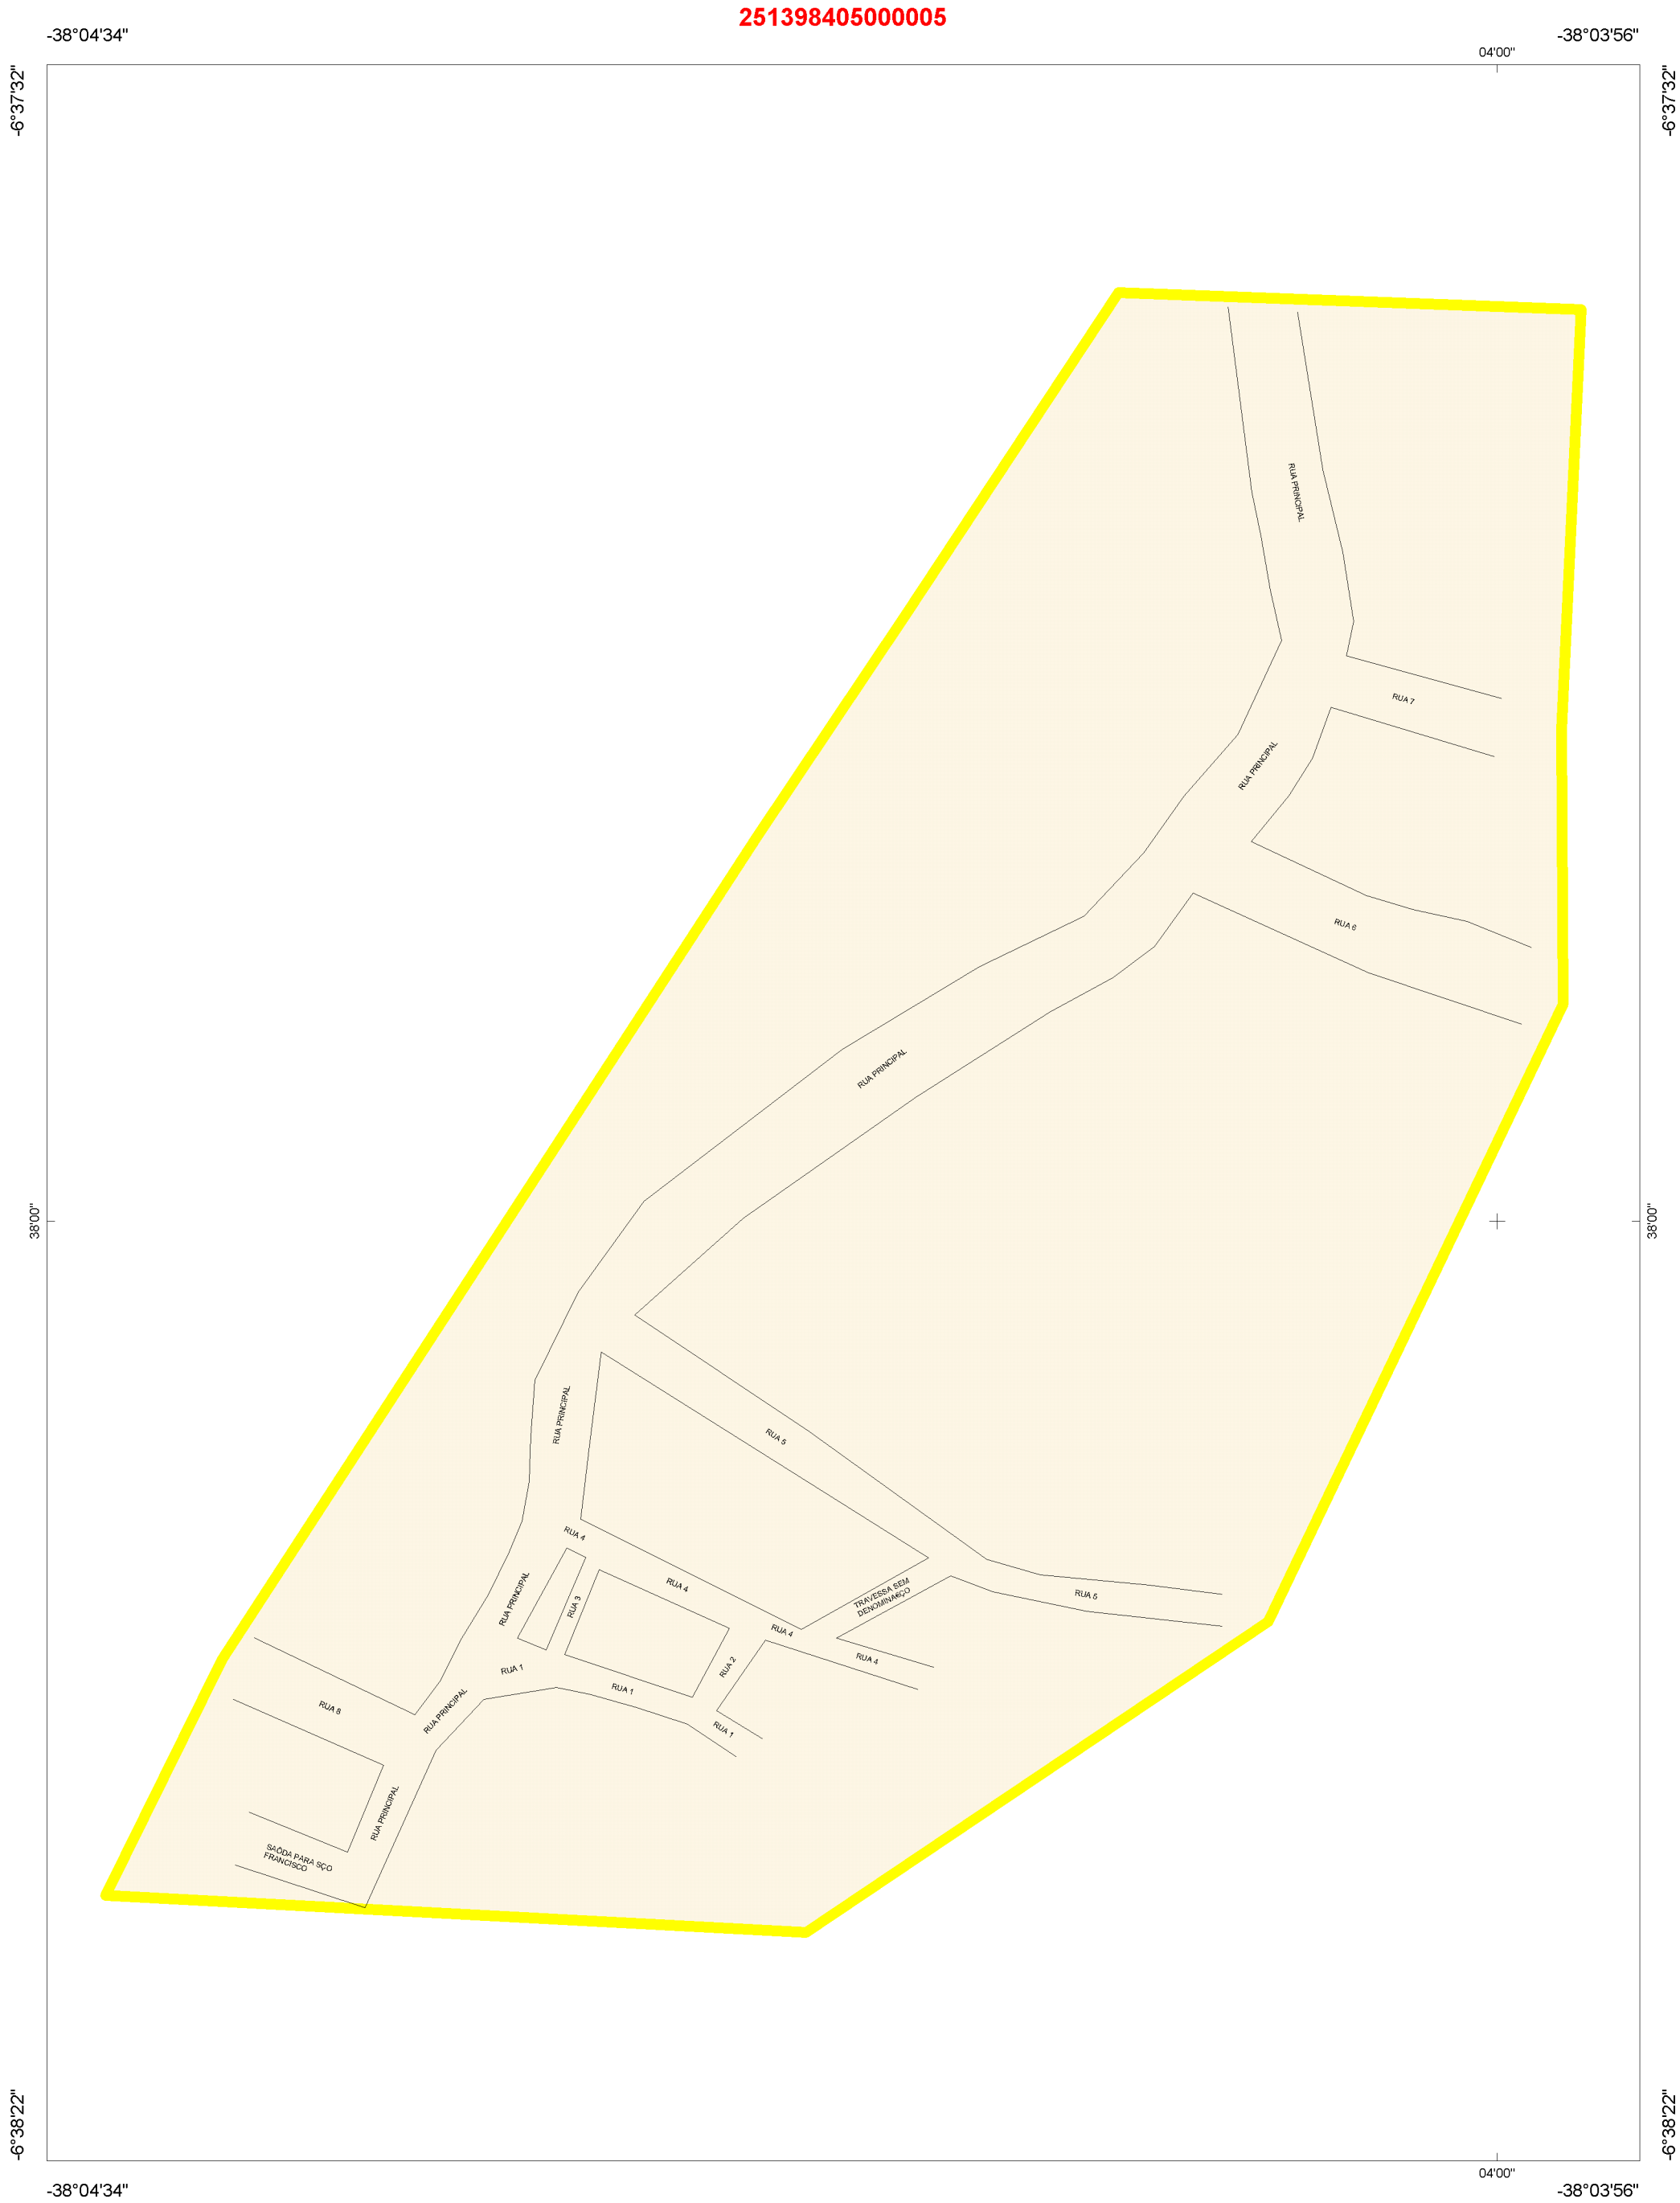 251398405000005
-38°04'34"
-38°03'56"
04'00"
-6°37'32"
-6°37'32"
RUA PRINCIPAL
RUA 7
RUA PRINCIPAL
RUA 6
RUA PRINCIPAL
38'00"
38'00"
RUA PRINCIPAL
RUA 5
RUA 4
RUA 4
TRAVESSA SEM
DENOMINAۂO
RUA 5
RUA PRINCIPAL
RUA 3
RUA 4
RUA 4
RUA 2
RUA 1
RUA 1
RUA 8
RUA PRINCIPAL
RUA 1
RUA PRINCIPAL
SAÖDA PARA SÇO
FRANCISCO
-6°38'22"
-6°38'22"
04'00"
-38°04'34"
-38°03'56"